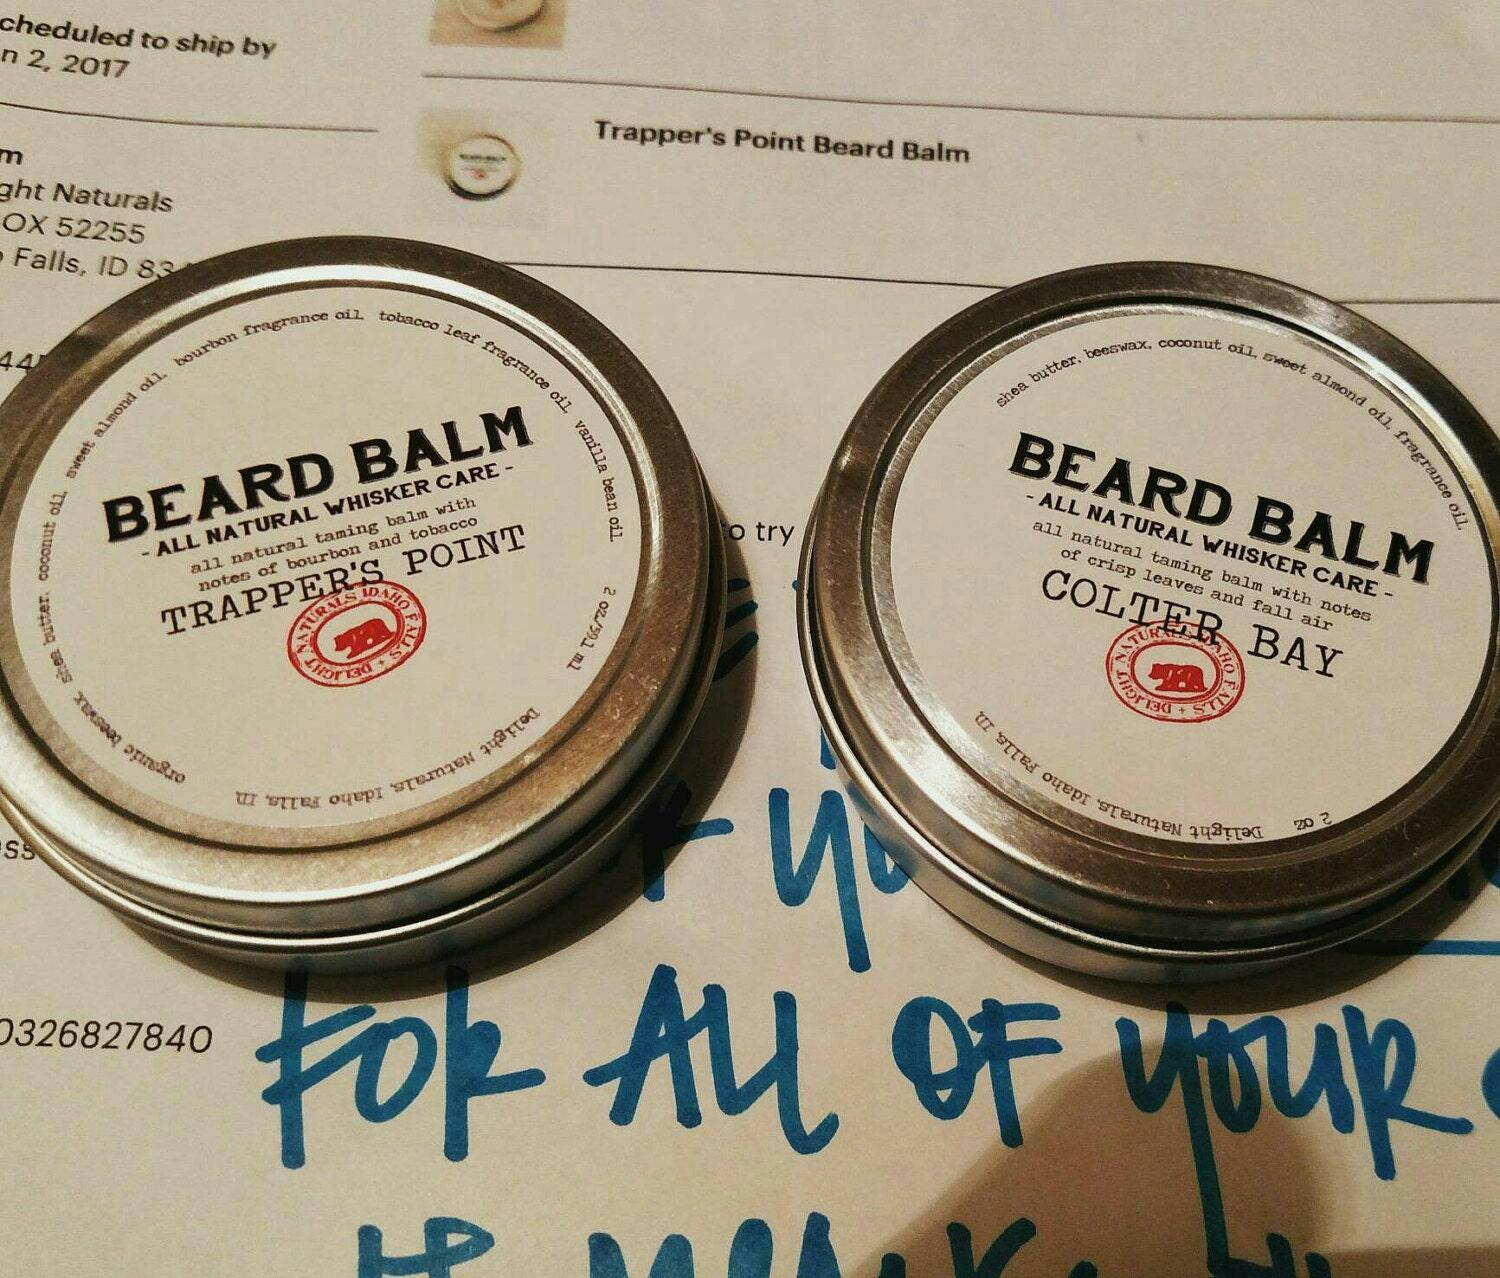 cheduled to ship by
n 2, 2017
Trapper's Point Beard Balm
m
ght Naturals
OX 52255
Falls, ID 83
44
organic beeswax. shea butter. coconut oil. sweet almond oil. bourbon fragrance oil. tobacco leaf fragrance oil. vanilla bean oil.
BEARD BALM
- ALL NATURAL WHISKER CARE -
all natural taming balm with
notes of bourbon and tobacco
TRAPPER'S POINT
DELIGHT NATURALS IDAHO FALLS +
2 oz/59.1 ml
Delight Naturals, Idaho Falls, ID
shea butter, beeswax, coconut oil, sweet almond oil, fragrance oil.
BEARD BALM
- ALL NATURAL WHISKER CARE -
all natural taming balm with notes
of crisp leaves and fall air
COLTER BAY
DELIGHT NATURALS IDAHO FALLS +
2 oz
Delight Naturals, Idaho Falls, ID
to try
ss
0326827840
FOR ALL OF YOUR
IT MEANS